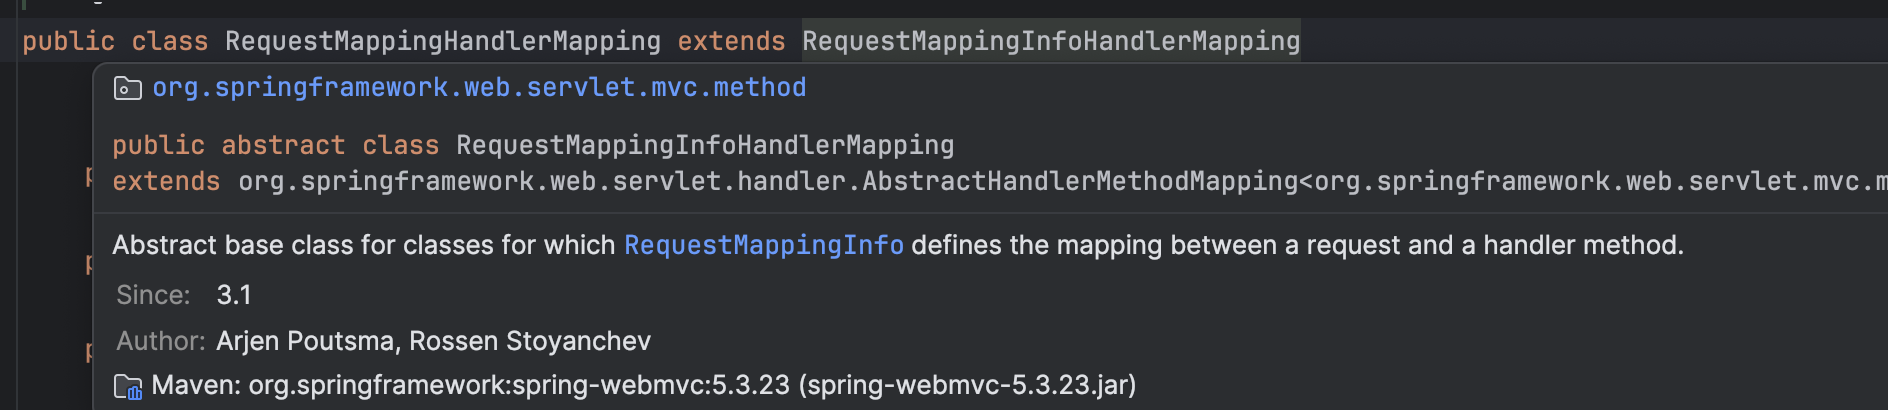 public class RequestMappingHandlerMapping extends RequestMappingInfoHandlerMapping
org.springframework.web.servlet.mvc.method
public abstract class RequestMappingInfoHandlerMapping
extends org.springframework.web.servlet.handler.AbstractHandlerMethodMapping<org.springframework.web.servlet.mvc.m
Abstract base class for classes for which RequestMappingInfo defines the mapping between a request and a handler method.
Since: 3.1
Author: Arjen Poutsma, Rossen Stoyanchev
Maven: org.springframework:spring-webmvc:5.3.23 (spring-webmvc-5.3.23.jar)